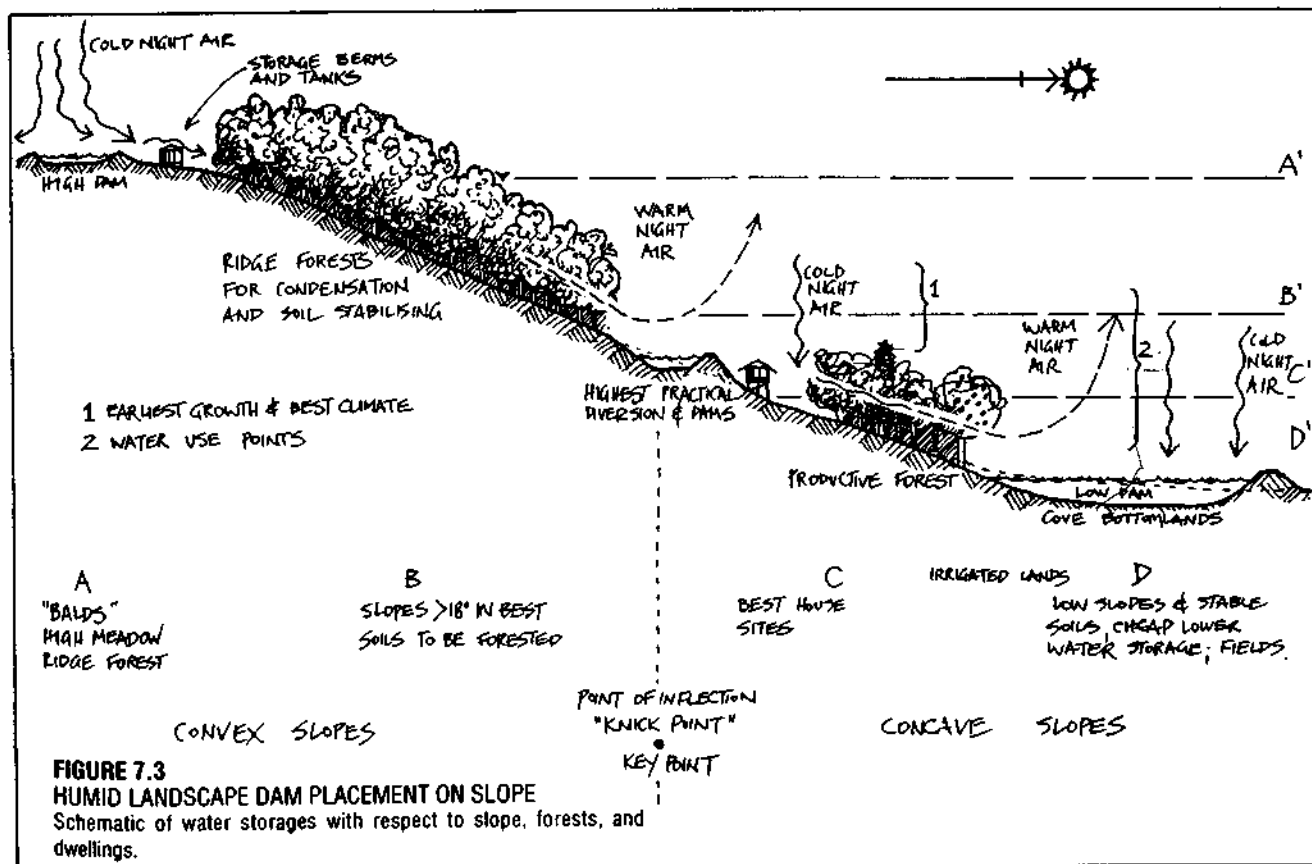 COLD NIGHT AIR
STORAGE BERMS
AND TANKS
HIGH DAM
A'
WARM
NIGHT
AIR
RIDGE FORESTS
FOR CONDENSATION
AND SOIL STABILISING
COLD
NIGHT
AIR
1
B'
WARM
NIGHT
AIR
2
COLD
NIGHT
AIR
C'
HIGHEST PRACTICAL
DIVERSION & DAMS
D'
1 EARLIEST GROWTH & BEST CLIMATE
2 WATER USE POINTS
PRODUCTIVE FOREST
LOW DAM
COVE BOTTOMLANDS
A
"BALDS"
HIGH MEADOW
RIDGE FOREST
B
SLOPES >18° IN BEST
SOILS TO BE FORESTED
C
BEST HOUSE
SITES
IRRIGATED LANDS
D
LOW SLOPES & STABLE
SOILS, CHEAP LOWER
WATER STORAGE; FIELDS.
CONVEX SLOPES
POINT OF INFLECTION
"KNICK POINT"
KEY POINT
CONCAVE SLOPES
FIGURE 7.3
HUMID LANDSCAPE DAM PLACEMENT ON SLOPE
Schematic of water storages with respect to slope, forests, and
dwellings.